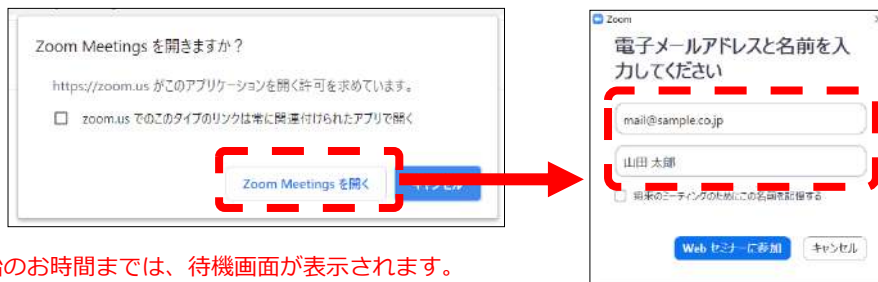 Zoom Meetings を開きますか?
https://zoom.us がこのアプリケーションを開く許可を求めています。
zoom.us でのこのタイプのリンクは常に関連付けられたアプリで開く
Zoom Meetings を開く
Zoom
電子メールアドレスと名前を入
力してください
mail@sample.co.jp
山田 太郎
将来のミーティングのためにこの名前を記憶する
Web セミナーに参加 キャンセル
のお時間までは、待機画面が表示されます。